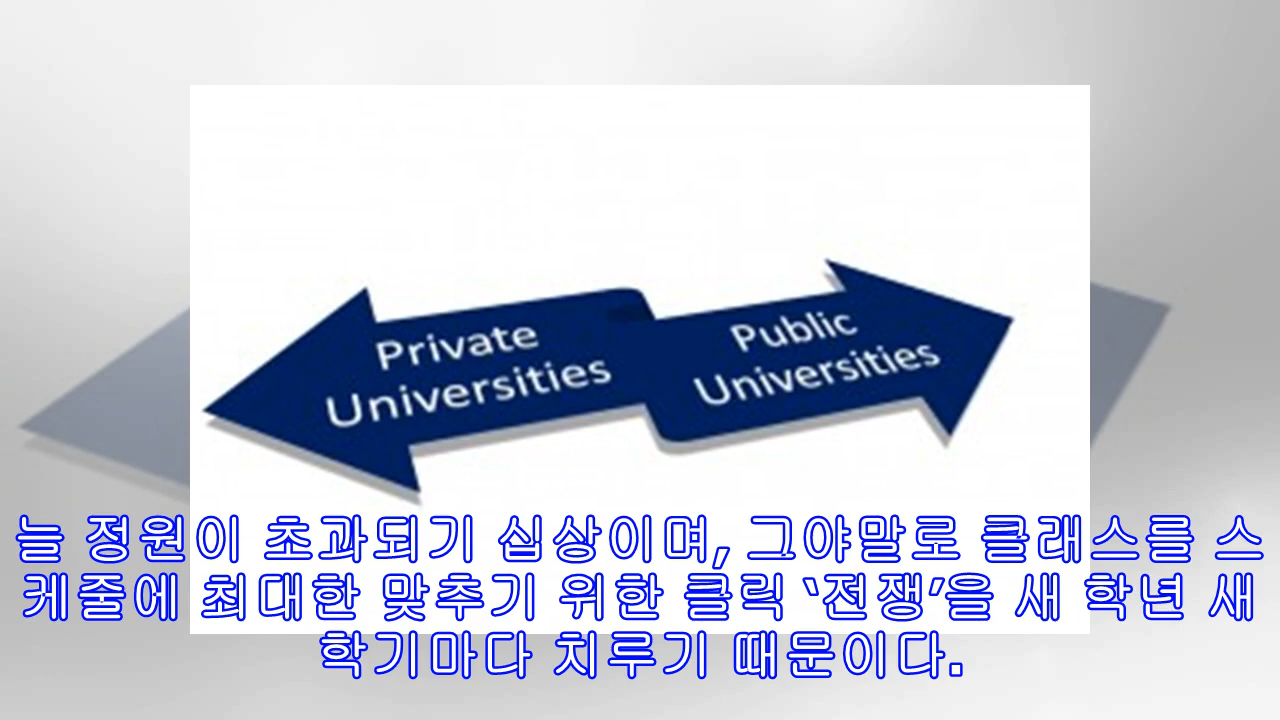 Private
Universities
Public
Universities
늘 정원이 초과되기 십상이며, 그야말로 클래스를 스
케줄에 최대한 맞추기 위한 클릭 ‘전쟁’을 새 학년 새
학기마다 치루기 때문이다.